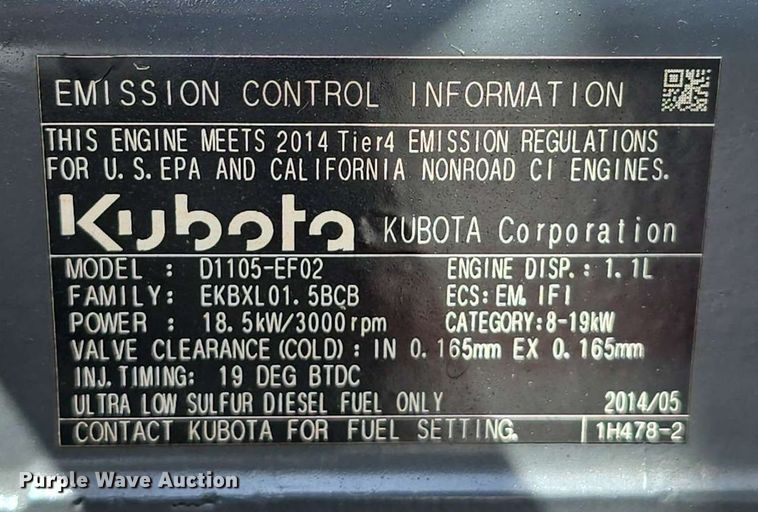 EMISSION CONTROL INFORMATION
THIS ENGINE MEETS 2014 Tier4 EMISSION REGULATIONS
FOR U.S.EPA AND CALIFORNIA NONROAD CI ENGINES.
Kubota KUBOTA Corporation
MODEL : D1105-EF02 ENGINE DISP.: 1.1L
FAMILY: EKBXL01.5BCB ECS:EM.IFI
POWER : 18.5kW/3000rpm CATEGORY:8-19kW
VALVE CLEARANCE(COLD): IN 0.165mm EX 0.165mm
INJ.TIMING: 19 DEG BTDC
ULTRA LOW SULFUR DIESEL FUEL ONLY 2014/05
CONTACT KUBOTA FOR FUEL SETTING. 1H478-2
Purple Wave Auction